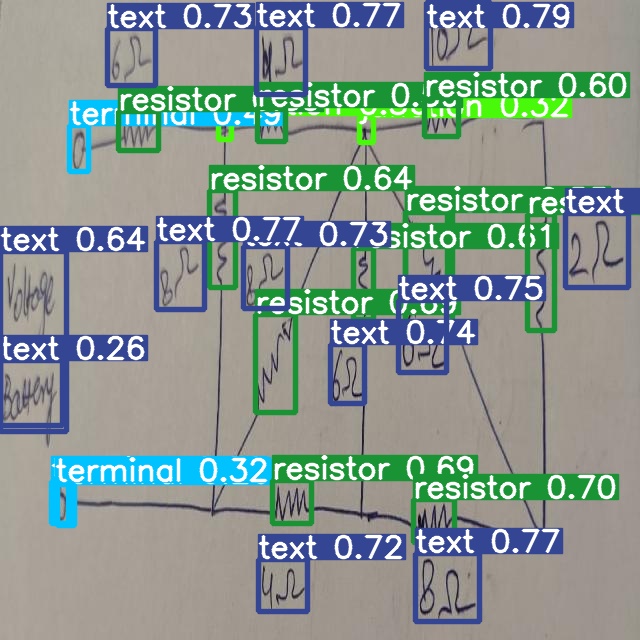 text 0.73 text 0.77 text 0.79
6Ω 4Ω 10Ω
resistor resistor 0. resistor 0.60
terminal 0.49 0.32
resistor 0.64
resistor
text
text 0.64 text 0.77 0.73 0.61
8Ω 8Ω 2Ω
Voltage
text 0.75
resistor 0.69
text 0.74
text 0.26
6Ω
Battery
terminal 0.32 resistor 0.69
resistor 0.70
text 0.72 text 0.77
4Ω 8Ω